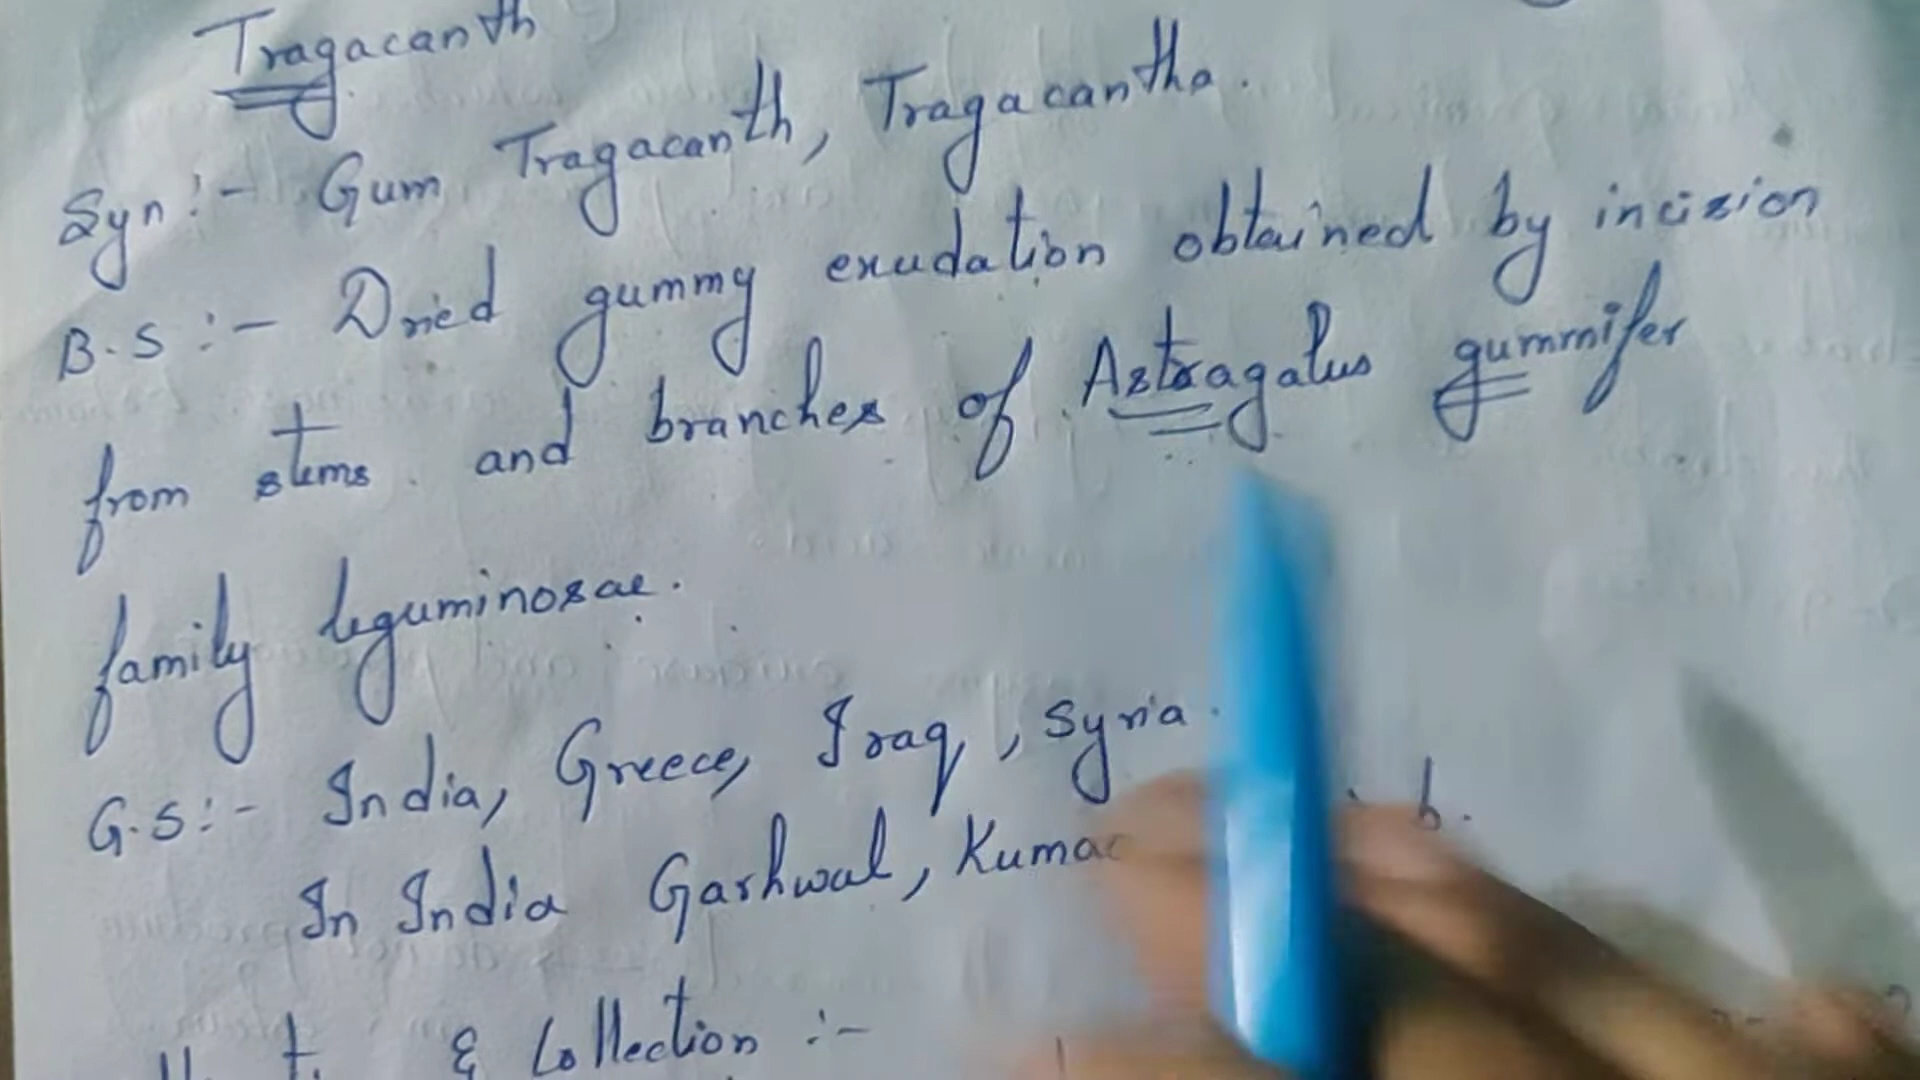 Tragacanth
Syn:- Gum Tragacanth, Tragacantha.
B.S:- Dried gummy exudation obtained by incision
from stems and branches of Astragalus gummifer
family leguminosae.
G.S:- India, Greece, Iraq, Syria.
In India Garhwal, Kumao b.
& Collection :-